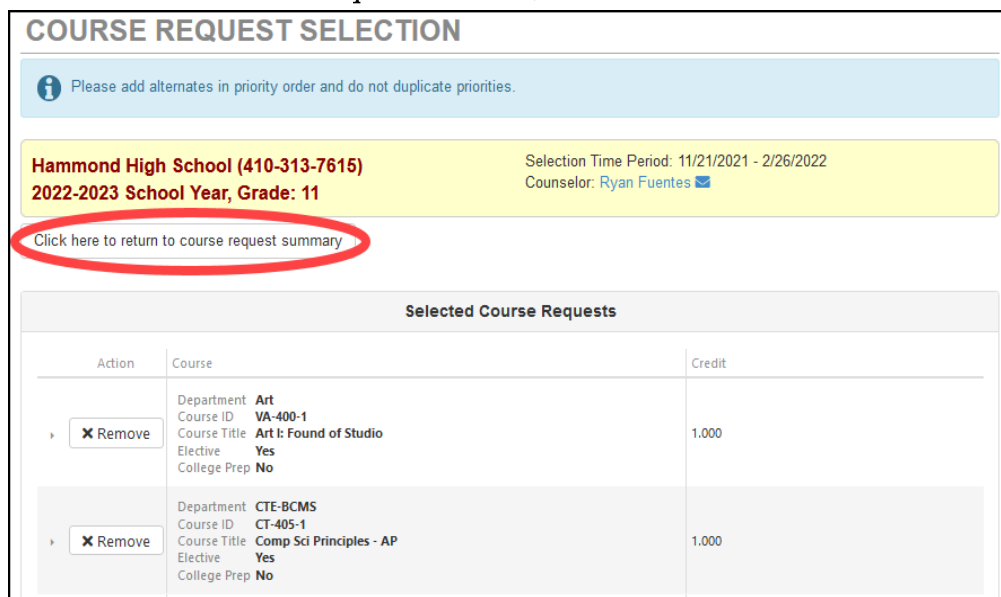 COURSE REQUEST SELECTION
Please add alternates in priority order and do not duplicate priorities.
Hammond High School (410-313-7615)
2022-2023 School Year, Grade: 11
Selection Time Period: 11/21/2021 - 2/26/2022
Counselor: Ryan Fuentes
Click here to return to course request summary
Selected Course Requests
Action Course Credit
Department Art
Course ID VA-400-1
Remove Course Title Art I: Found of Studio 1.000
Elective Yes
College Prep No
Department CTE-BCMS
Course ID CT-405-1
Remove Course Title Comp Sci Principles - AP 1.000
Elective Yes
College Prep No